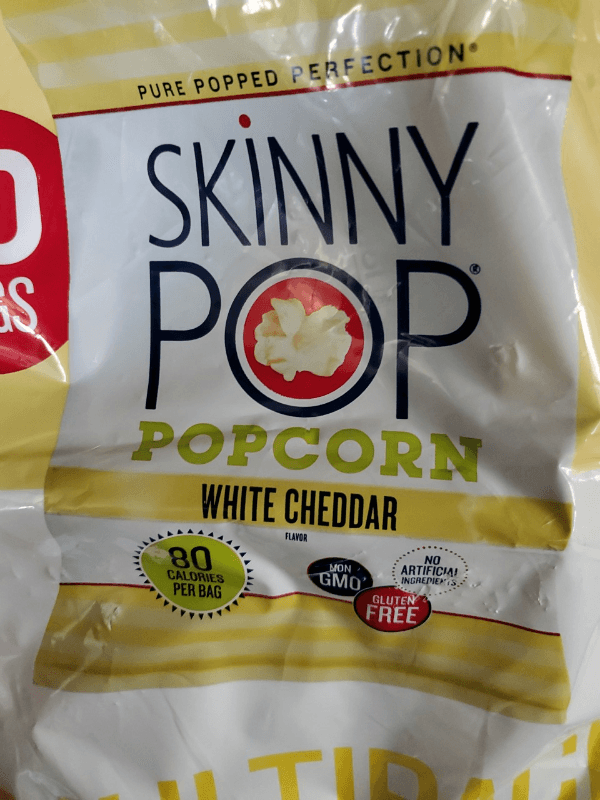 PURE POPPED PERFECTION®
SKINNY
POP®
POPCORN
WHITE CHEDDAR
FLAVOR
80
CALORIES
PER BAG
NON
GMO
NO
ARTIFICIAL
INGREDIENTS
GLUTEN
FREE